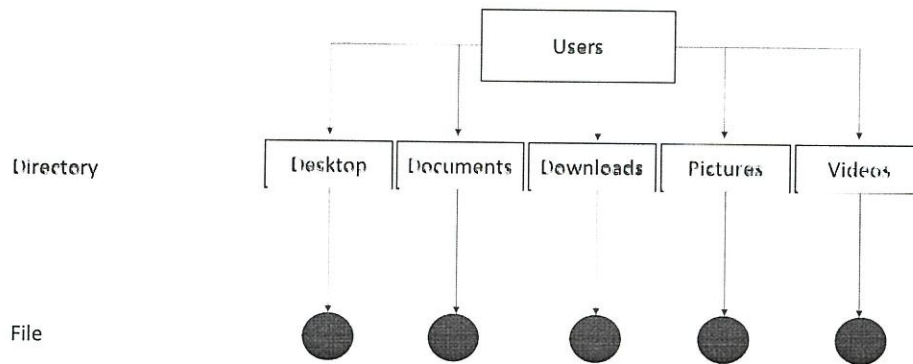 Users
Directory
Desktop
Documents
Downloads
Pictures
Videos
File